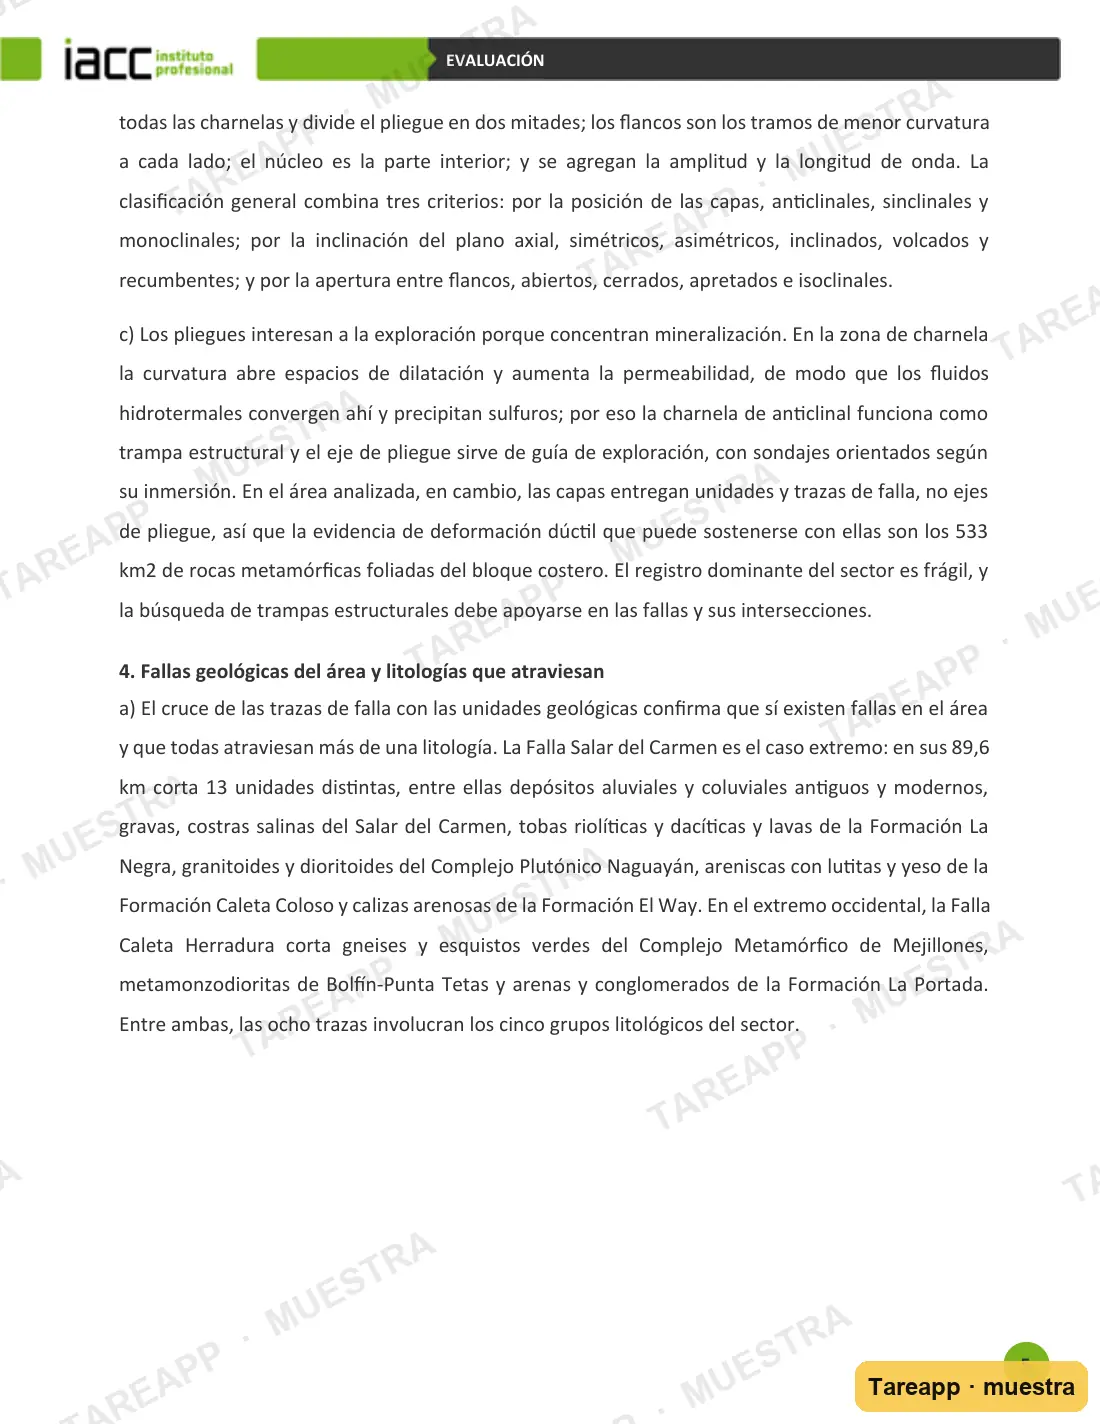 iacc instituto profesional
EVALUACIÓN
todas las charnelas y divide el pliegue en dos mitades; los flancos son los tramos de menor curvatura
a cada lado; el núcleo es la parte interior; y se agregan la amplitud y la longitud de onda. La
clasificación general combina tres criterios: por la posición de las capas, anticlinales, sinclinales y
monoclinales; por la inclinación del plano axial, simétricos, asimétricos, inclinados, volcados y
recumbentes; y por la apertura entre flancos, abiertos, cerrados, apretados e isoclinales.
c) Los pliegues interesan a la exploración porque concentran mineralización. En la zona de charnela
la curvatura abre espacios de dilatación y aumenta la permeabilidad, de modo que los fluidos
hidrotermales convergen ahí y precipitan sulfuros; por eso la charnela de anticlinal funciona como
trampa estructural y el eje de pliegue sirve de guía de exploración, con sondajes orientados según
su inmersión. En el área analizada, en cambio, las capas entregan unidades y trazas de falla, no ejes
de pliegue, así que la evidencia de deformación dúctil que puede sostenerse con ellas son los 533
km2 de rocas metamórficas foliadas del bloque costero. El registro dominante del sector es frágil, y
la búsqueda de trampas estructurales debe apoyarse en las fallas y sus intersecciones.
4. Fallas geológicas del área y litologías que atraviesan
a) El cruce de las trazas de falla con las unidades geológicas confirma que sí existen fallas en el área
y que todas atraviesan más de una litología. La Falla Salar del Carmen es el caso extremo: en sus 89,6
km corta 13 unidades distintas, entre ellas depósitos aluviales y coluviales antiguos y modernos,
gravas, costras salinas del Salar del Carmen, tobas riolíticas y dacíticas y lavas de la Formación La
Negra, granitoides y dioritoides del Complejo Plutónico Naguayán, areniscas con lutitas y yeso de la
Formación Caleta Coloso y calizas arenosas de la Formación El Way. En el extremo occidental, la Falla
Caleta Herradura corta gneises y esquistos verdes del Complejo Metamórfico de Mejillones,
metamonzodioritas de Bolfín-Punta Tetas y arenas y conglomerados de la Formación La Portada.
Entre ambas, las ocho trazas involucran los cinco grupos litológicos del sector.
TAREAPP · MUESTRA
Tareapp · muestra